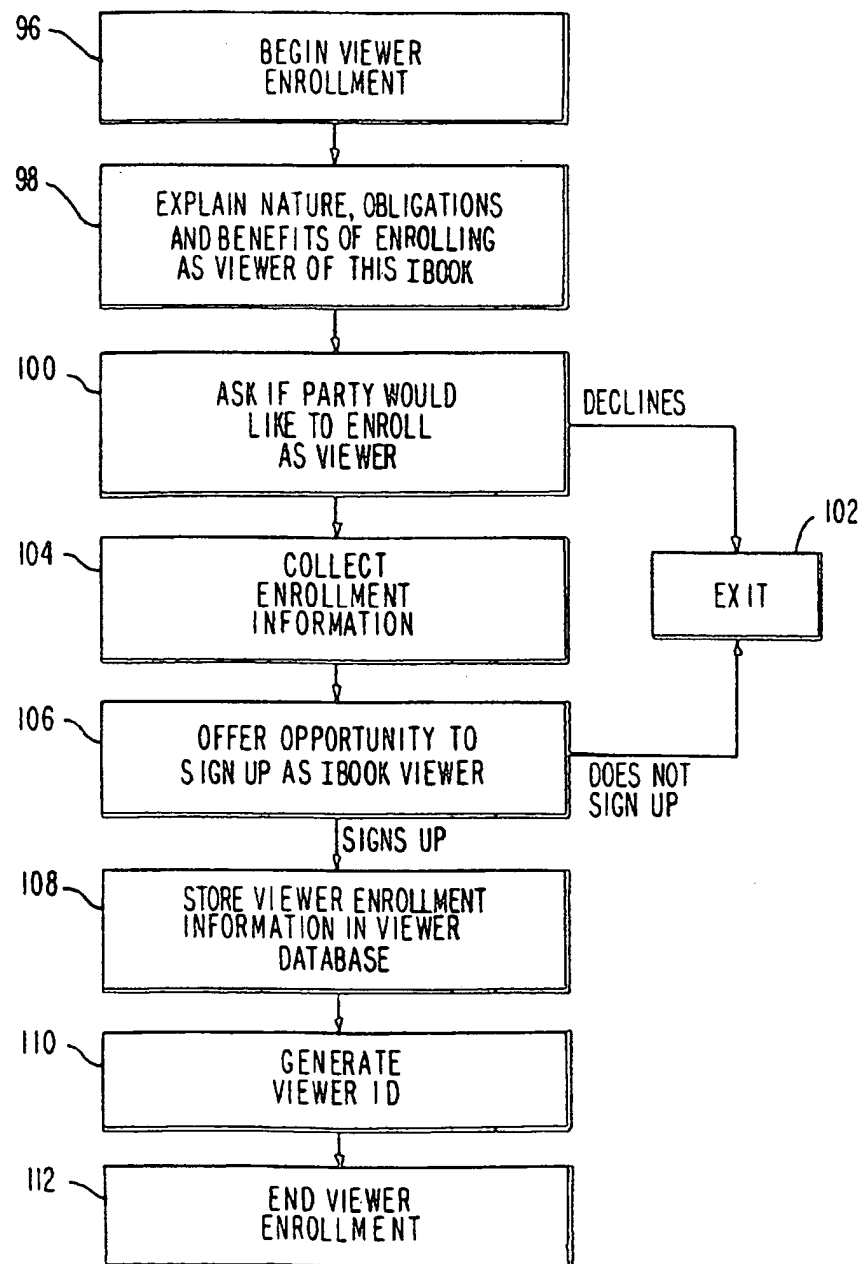 96
BEGIN VIEWER
ENROLLMENT
98
EXPLAIN NATURE, OBLIGATIONS
AND BENEFITS OF ENROLLING
AS VIEWER OF THIS IBOOK
100
ASK IF PARTY WOULD
LIKE TO ENROLL
AS VIEWER
DECLINES
102
EXIT
104
COLLECT
ENROLLMENT
INFORMATION
106
OFFER OPPORTUNITY TO
SIGN UP AS IBOOK VIEWER
DOES NOT
SIGN UP
SIGNS UP
108
STORE VIEWER ENROLLMENT
INFORMATION IN VIEWER
DATABASE
110
GENERATE
VIEWER ID
112
END VIEWER
ENROLLMENT